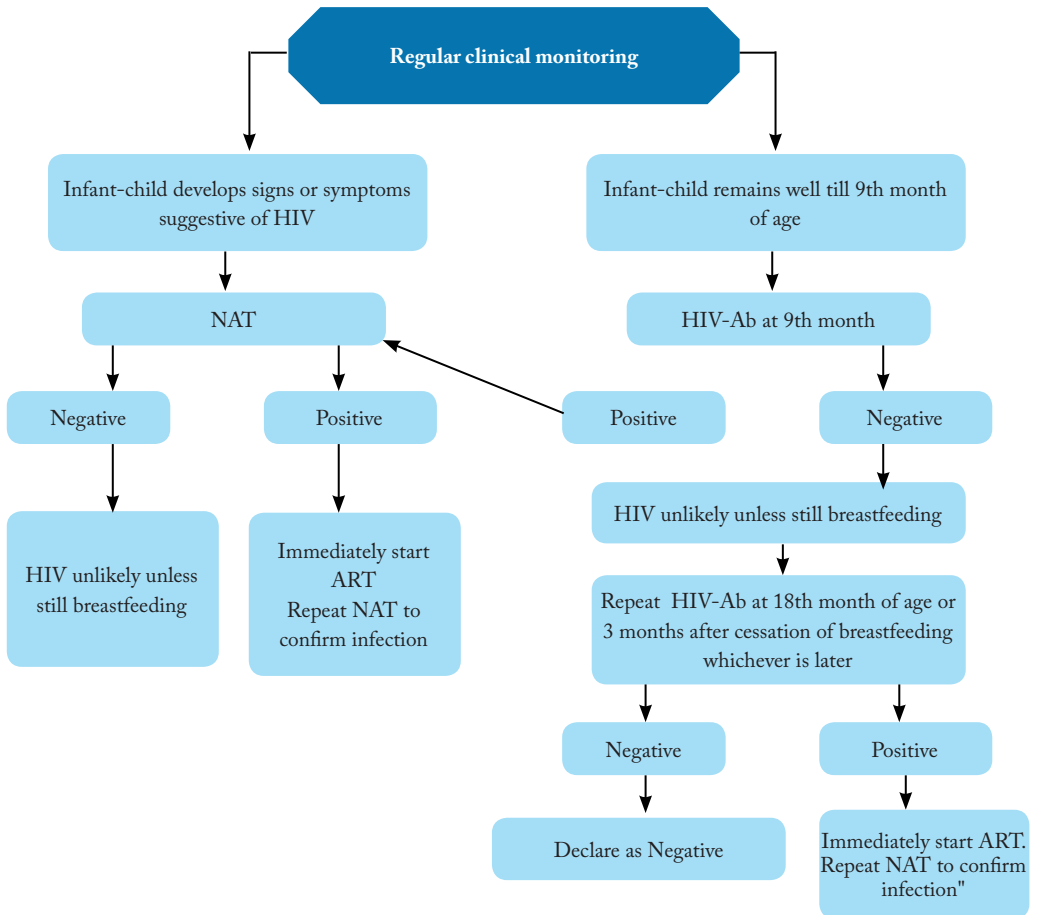 Regular clinical monitoring
Infant-child develops signs or symptoms
suggestive of HIV
Infant-child remains well till 9th month
of age
NAT
HIV-Ab at 9th month
Negative
Positive
Positive
Negative
HIV unlikely unless
still breastfeeding
Immediately start
ART
Repeat NAT to
confirm infection
HIV unlikely unless still breastfeeding
Repeat HIV-Ab at 18th month of age or
3 months after cessation of breastfeeding
whichever is later
Negative
Positive
Declare as Negative
Immediately start ART.
Repeat NAT to confirm
infection"